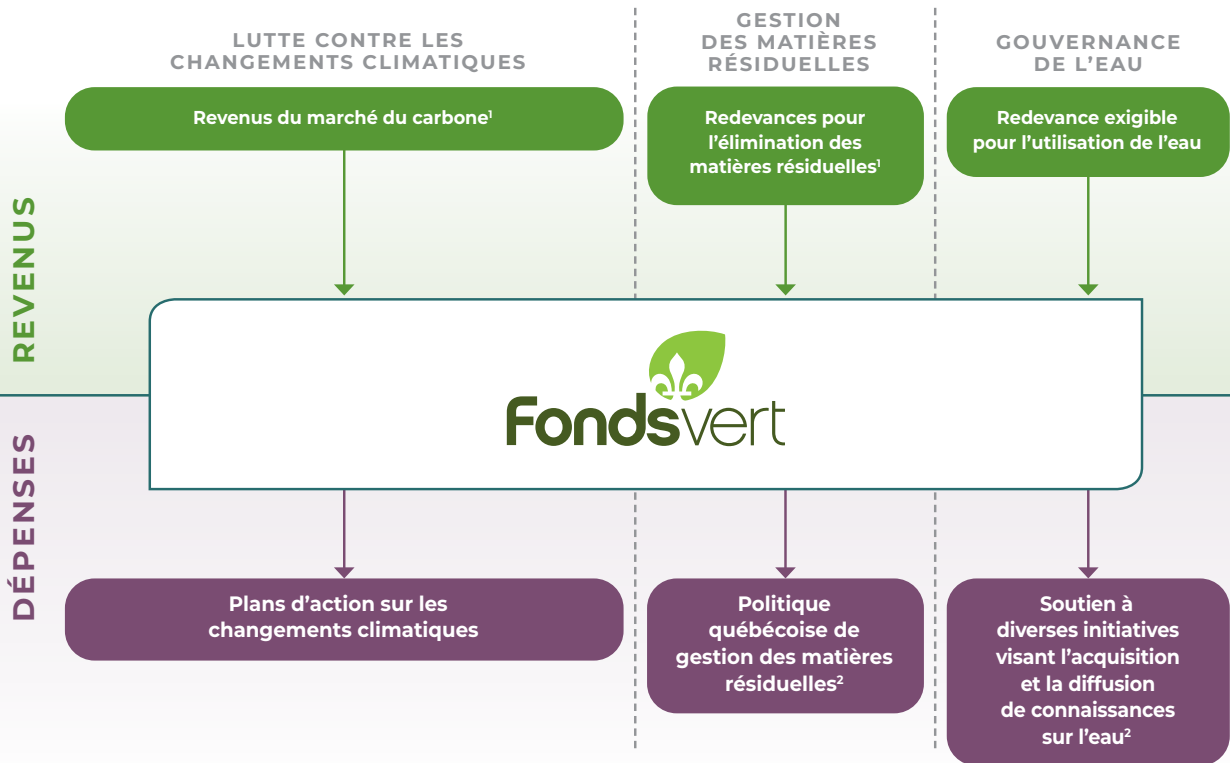 LUTTE CONTRE LES
CHANGEMENTS CLIMATIQUES
GESTION
DES MATIÈRES
RÉSIDUELLES
GOUVERNANCE
DE L'EAU
REVENUS
Revenus du marché du carbone¹
Redevances pour
l'élimination des
matières résiduelles¹
Redevance exigible
pour l'utilisation de l'eau
Fondsvert
DÉPENSES
Plans d'action sur les
changements climatiques
Politique
québécoise de
gestion des matières
résiduelles²
Soutien à
diverses initiatives
visant l'acquisition
et la diffusion
de connaissances
sur l'eau²